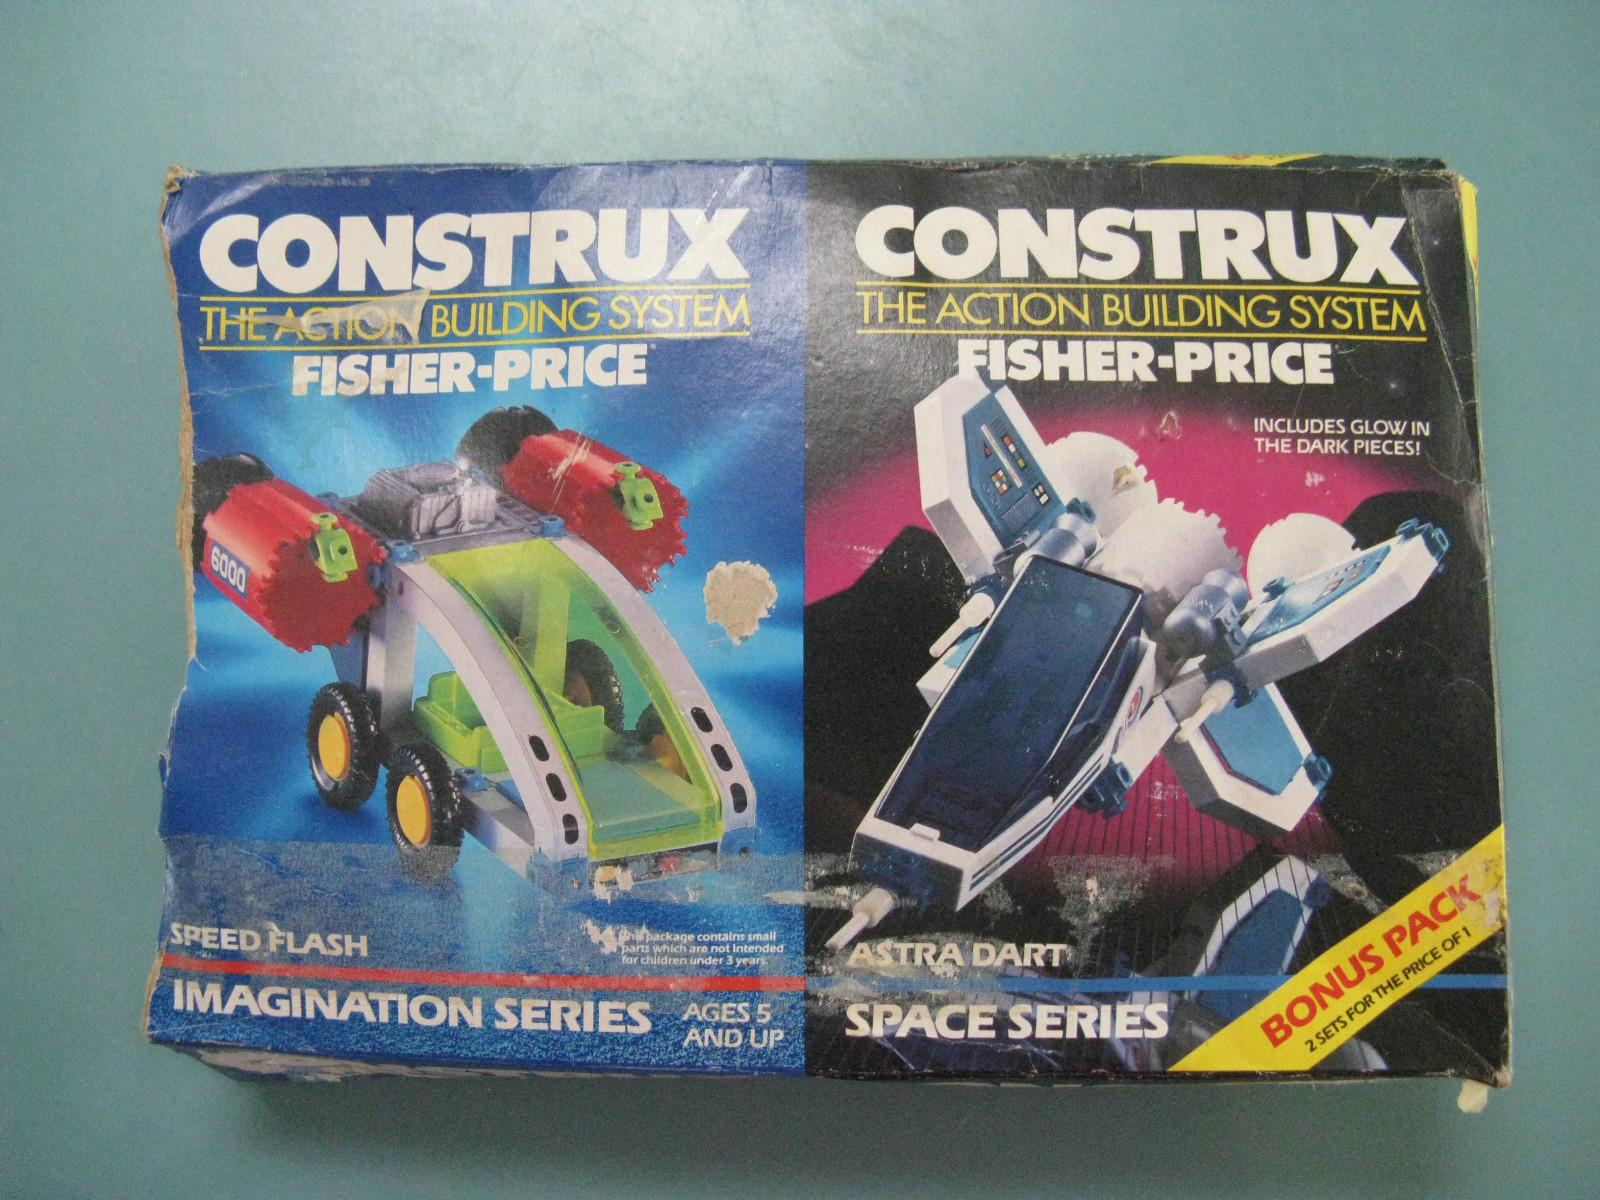 CONSTRUX
THE ACTION BUILDING SYSTEM
FISHER-PRICE
6000
SPEED FLASH
This package contains small
parts which are not intended
for children under 3 years.
IMAGINATION SERIES
AGES 5
AND UP
CONSTRUX
THE ACTION BUILDING SYSTEM
FISHER-PRICE
INCLUDES GLOW IN
THE DARK PIECES!
ASTRA DART
SPACE SERIES
BONUS PACK
2 SETS FOR THE PRICE OF 1